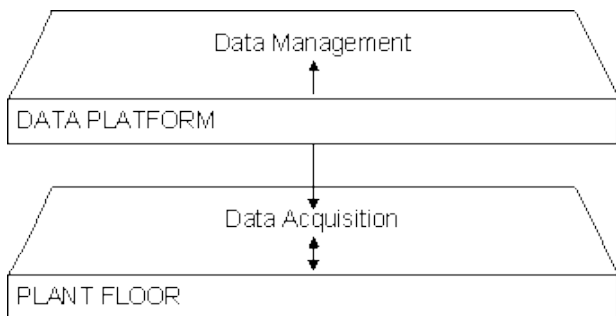 Data Management
DATA PLATFORM
Data Acquisition
PLANT FLOOR